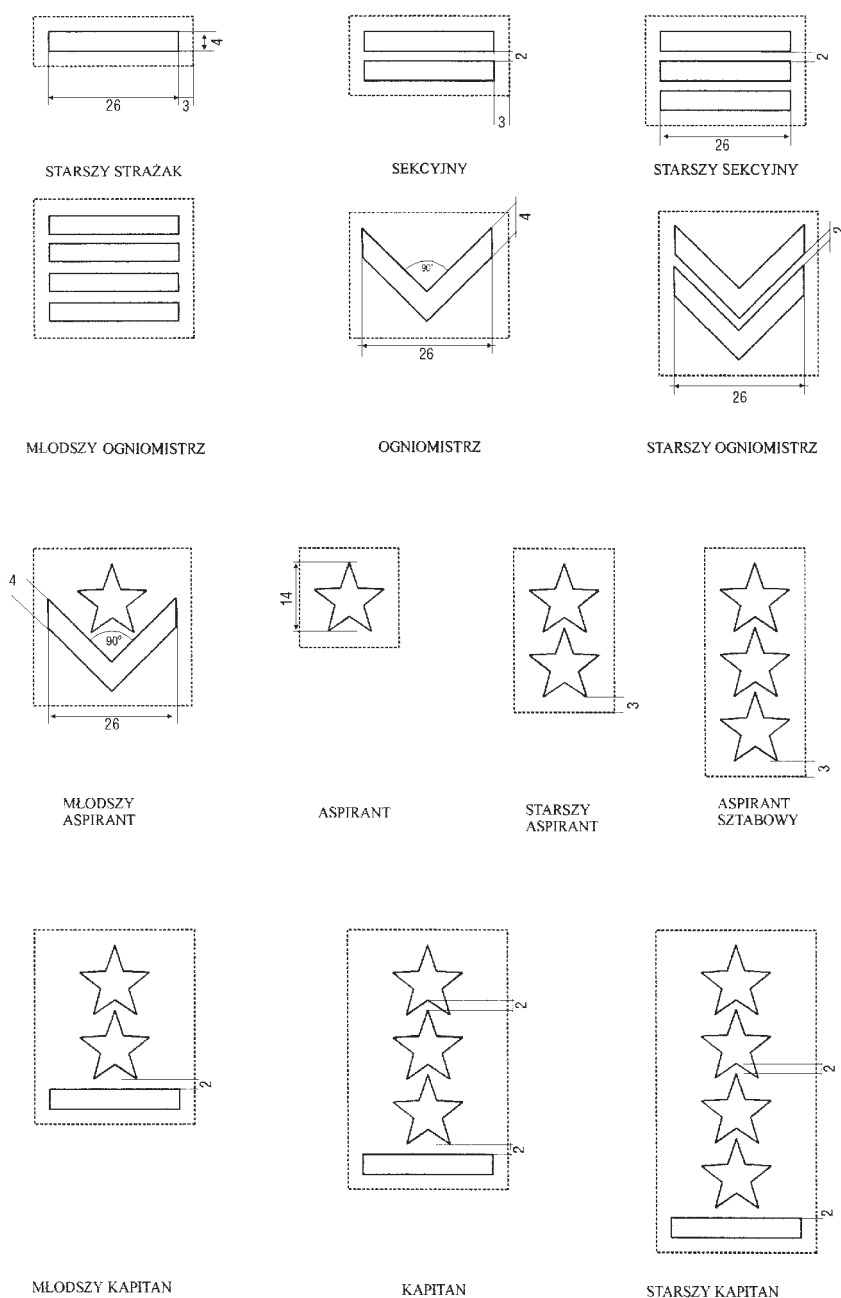 4
26 3
STARSZY STRAŻAK
2
3
SEKCYJNY
2
26
STARSZY SEKCYJNY
MŁODSZY OGNIOMISTRZ
4
90°
26
OGNIOMISTRZ
2
26
STARSZY OGNIOMISTRZ
4
90°
26
MŁODSZY
ASPIRANT
14
ASPIRANT
3
STARSZY
ASPIRANT
3
ASPIRANT
SZTABOWY
2
MŁODSZY KAPITAN
2
2
KAPITAN
2
2
STARSZY KAPITAN